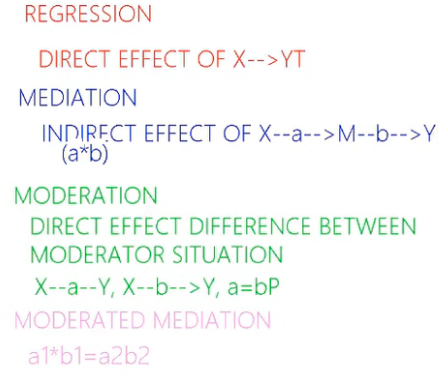 REGRESSION
DIRECT EFFECT OF X-->YT
MEDIATION
INDIRECT EFFECT OF X--a-->M--b-->Y
(a*b)
MODERATION
DIRECT EFFECT DIFFERENCE BETWEEN
MODERATOR SITUATION
X--a--Y, X--b-->Y, a=bP
MODERATED MEDIATION
a1*b1=a2b2